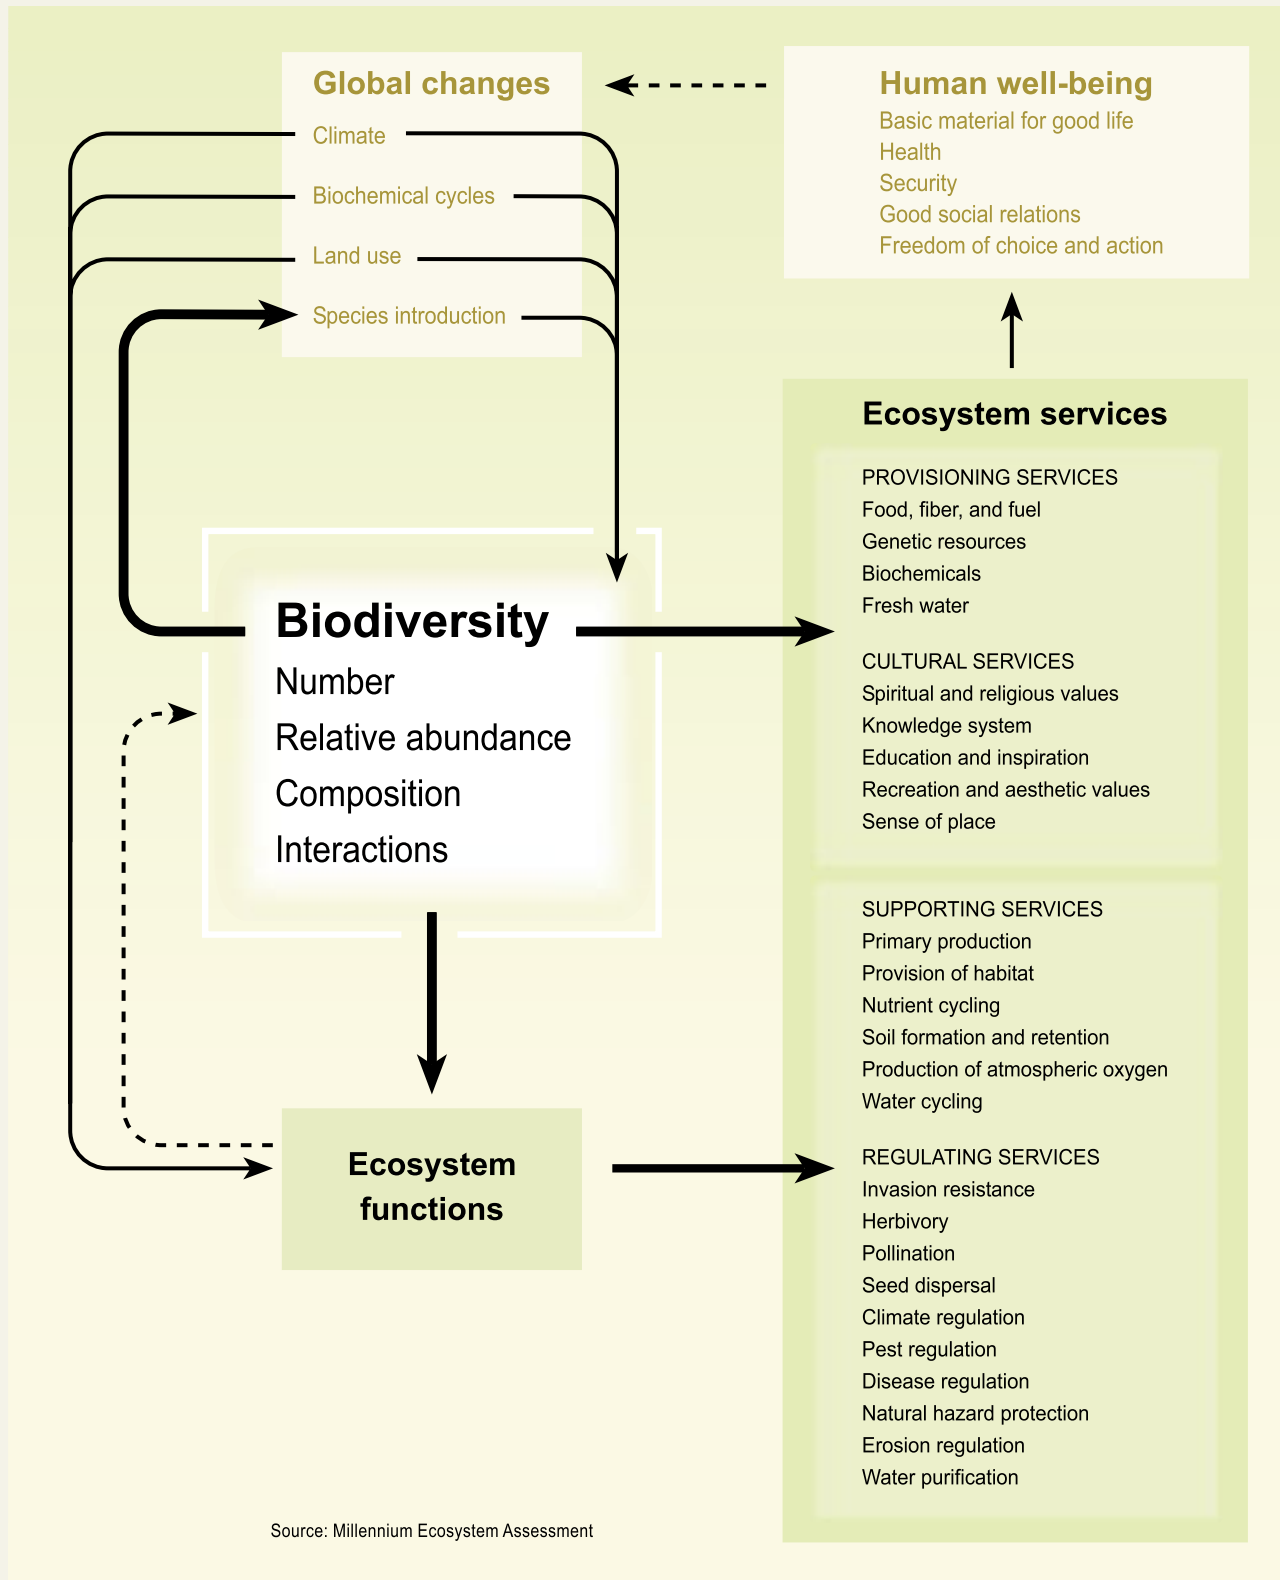 Global changes
Climate
Biochemical cycles
Land use
Species introduction
Human well-being
Basic material for good life
Health
Security
Good social relations
Freedom of choice and action
Biodiversity
Number
Relative abundance
Composition
Interactions
Ecosystem
functions
Ecosystem services
PROVISIONING SERVICES
Food, fiber, and fuel
Genetic resources
Biochemicals
Fresh water
CULTURAL SERVICES
Spiritual and religious values
Knowledge system
Education and inspiration
Recreation and aesthetic values
Sense of place
SUPPORTING SERVICES
Primary production
Provision of habitat
Nutrient cycling
Soil formation and retention
Production of atmospheric oxygen
Water cycling
REGULATING SERVICES
Invasion resistance
Herbivory
Pollination
Seed dispersal
Climate regulation
Pest regulation
Disease regulation
Natural hazard protection
Erosion regulation
Water purification
Source: Millennium Ecosystem Assessment